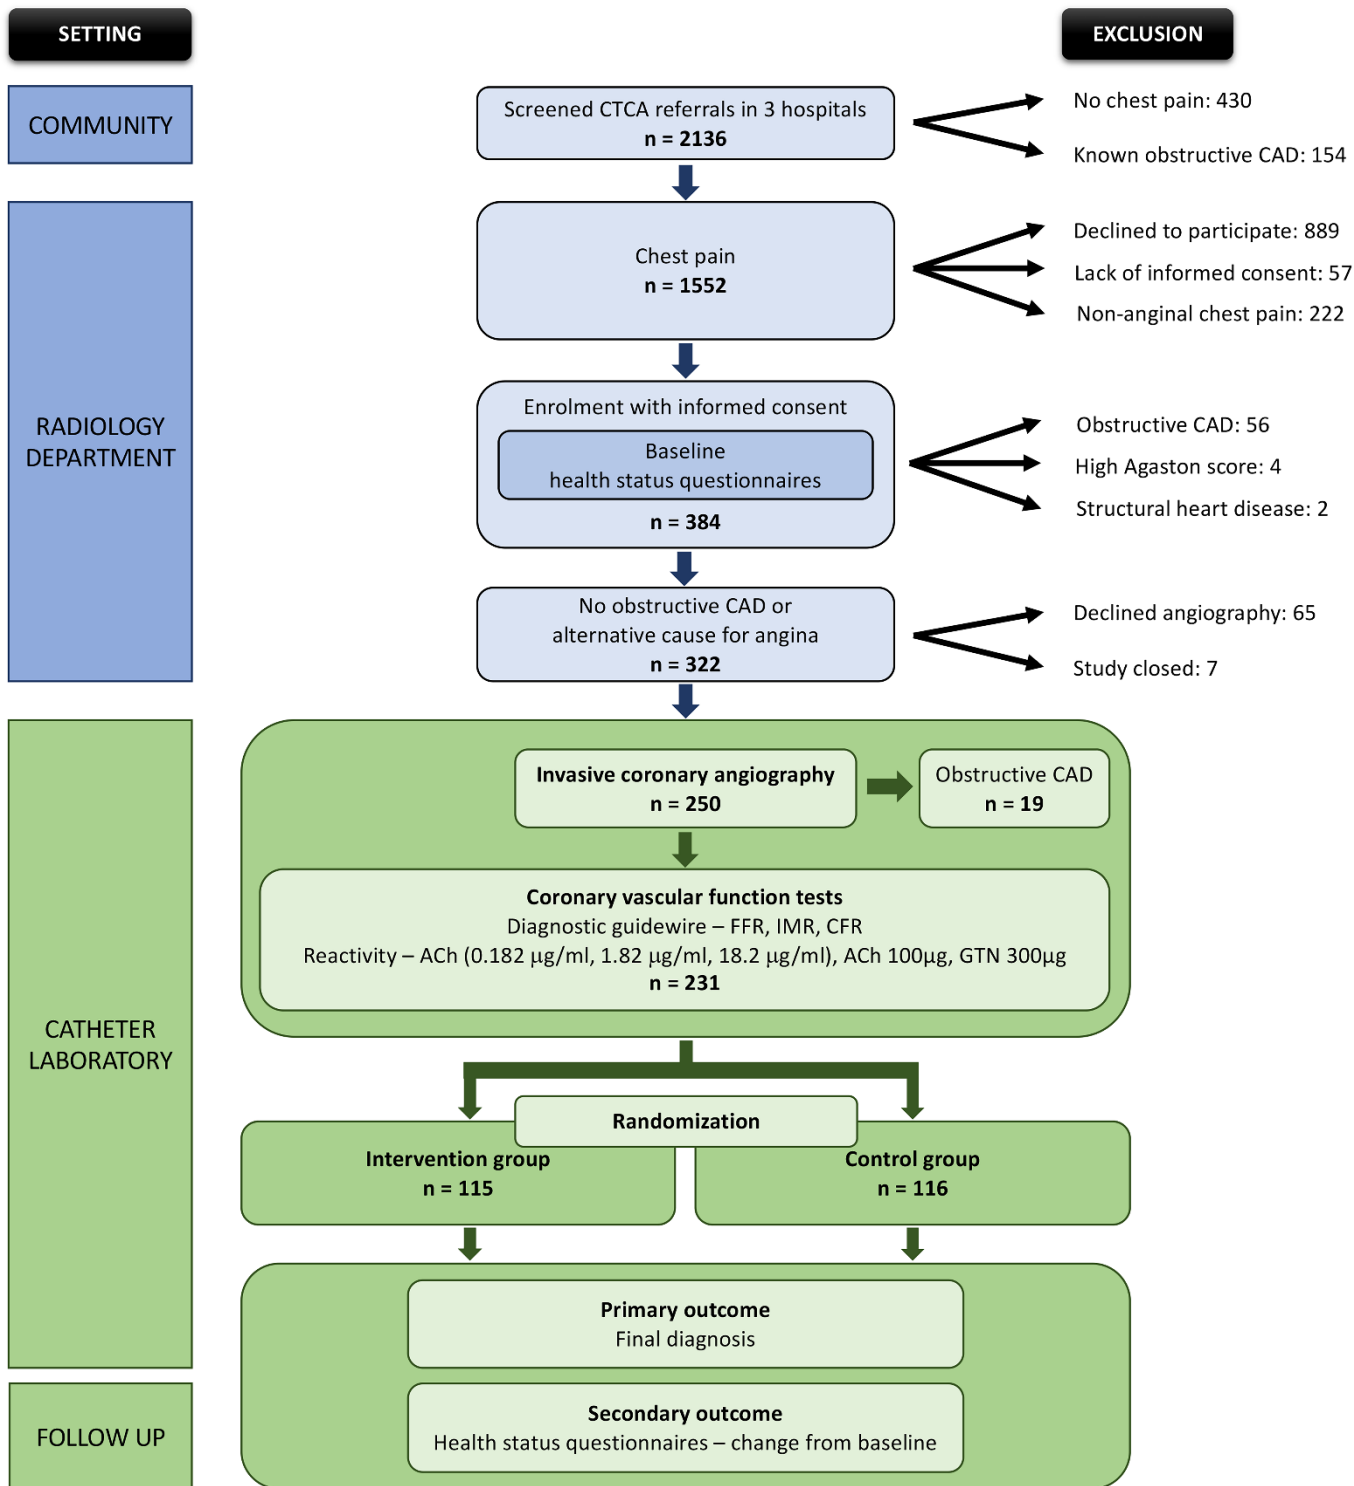 SETTING
EXCLUSION
COMMUNITY
Screened CTCA referrals in 3 hospitals
n = 2136
No chest pain: 430
Known obstructive CAD: 154
RADIOLOGY
DEPARTMENT
Chest pain
n = 1552
Declined to participate: 889
Lack of informed consent: 57
Non-anginal chest pain: 222
Enrolment with informed consent
Baseline
health status questionnaires
n = 384
Obstructive CAD: 56
High Agaston score: 4
Structural heart disease: 2
No obstructive CAD or
alternative cause for angina
n = 322
Declined angiography: 65
Study closed: 7
CATHETER
LABORATORY
Invasive coronary angiography
n = 250
Obstructive CAD
n = 19
Coronary vascular function tests
Diagnostic guidewire – FFR, IMR, CFR
Reactivity – ACh (0.182 µg/ml, 1.82 µg/ml, 18.2 µg/ml), ACh 100µg, GTN 300µg
n = 231
Randomization
Intervention group
n = 115
Control group
n = 116
Primary outcome
Final diagnosis
FOLLOW UP
Secondary outcome
Health status questionnaires – change from baseline